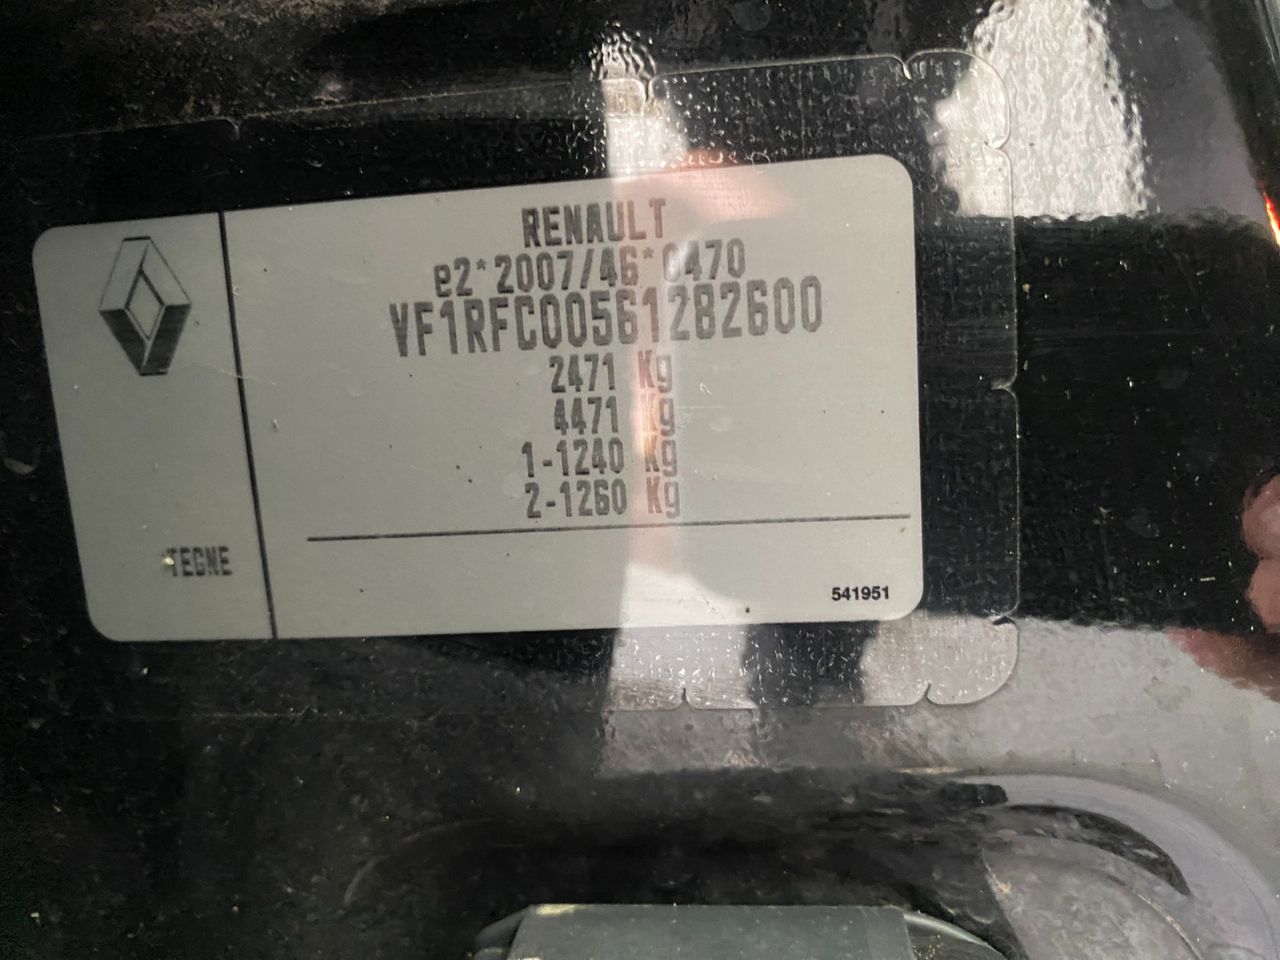 RENAULT
e2*2007/46*0470
VF1RFC00561282600
2471 Kg
4471 Kg
1-1240 Kg
2-1260 Kg
TEGNE
541951